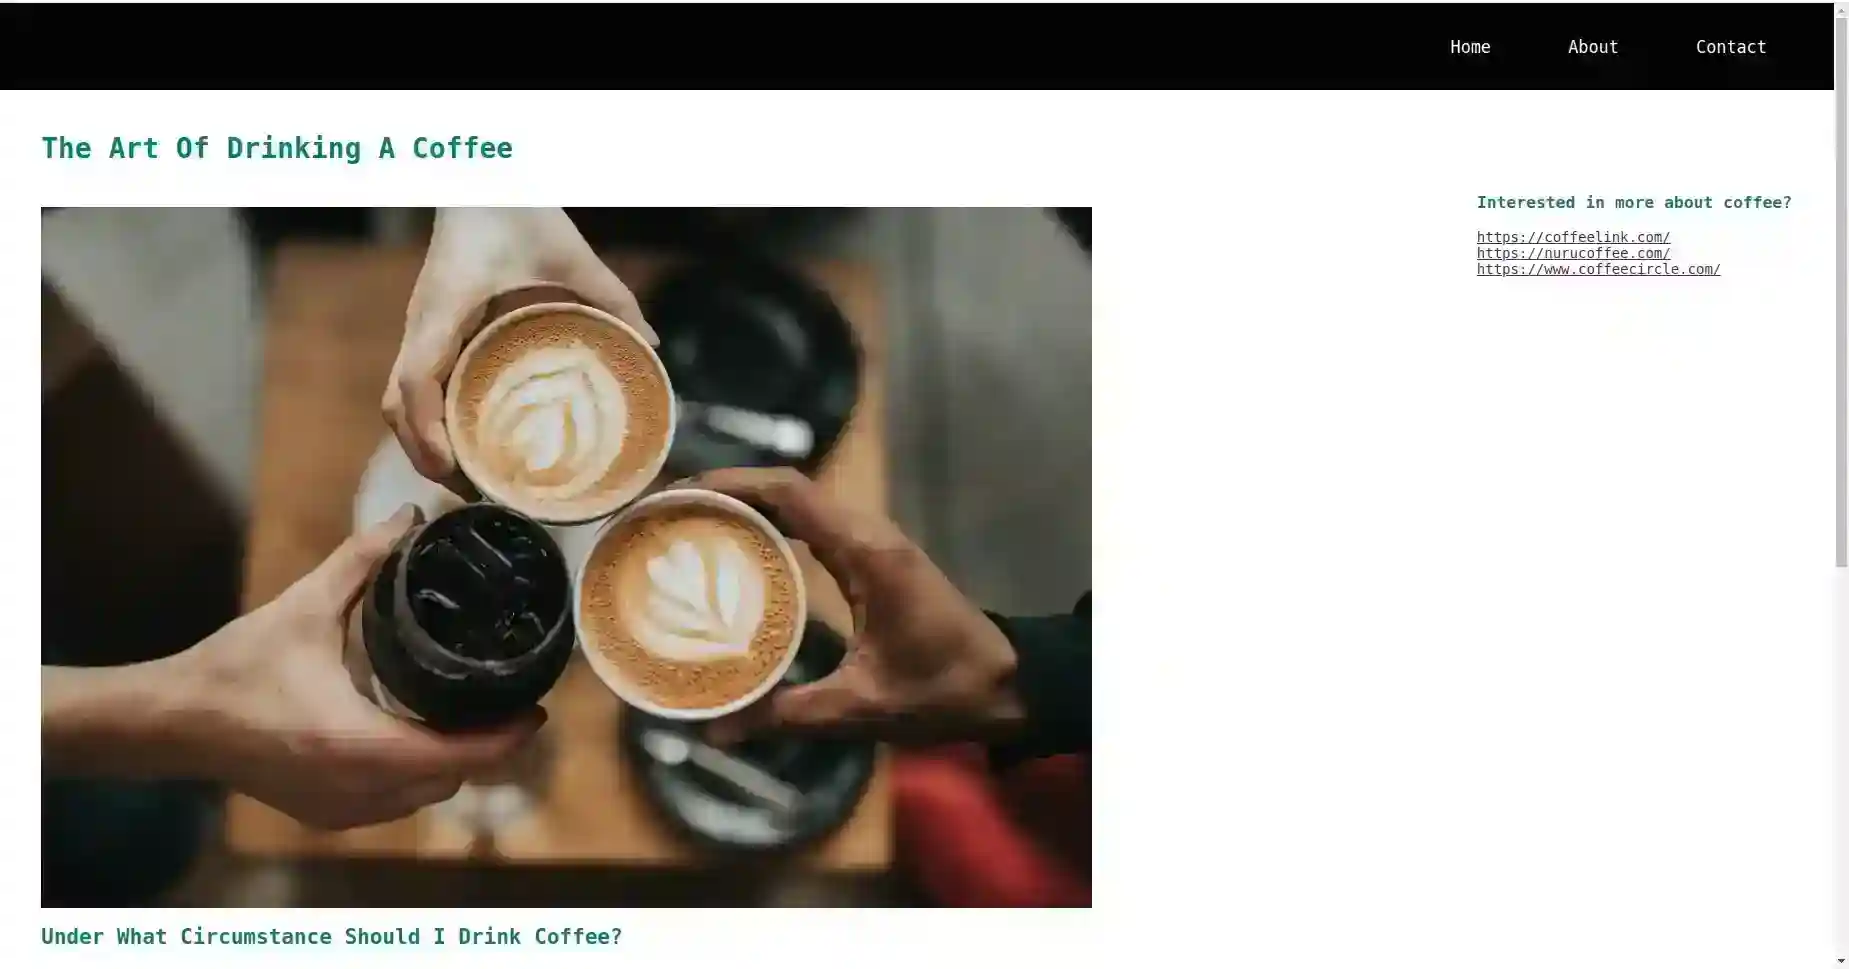 Home About Contact
The Art Of Drinking A Coffee
Interested in more about coffee?
https://coffeelink.com/
https://nurucoffee.com/
https://www.coffeecircle.com/
Under What Circumstance Should I Drink Coffee?